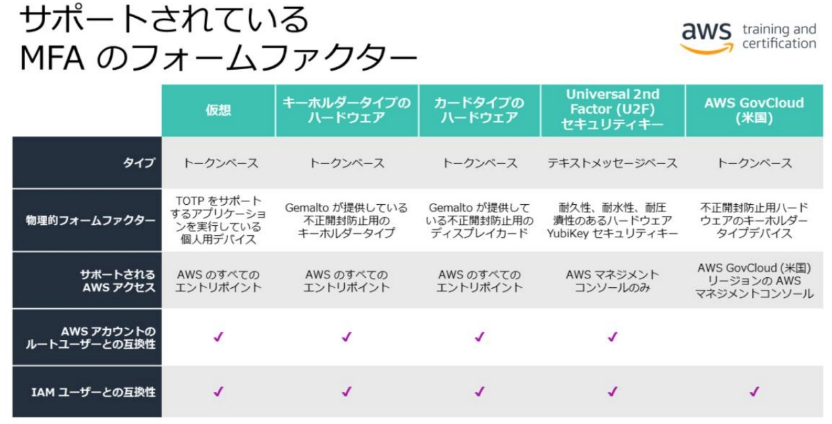 サポートされている
MFA のフォームファクター
aws training and
certification
仮想
キーホルダータイプの
ハードウェア
カードタイプの
ハードウェア
Universal 2nd
Factor (U2F)
セキュリティキー
AWS GovCloud
(米国)
タイプ
トークンベース
トークンベース
トークンベース
テキストメッセージベース
トークンベース
物理的フォームファクター
TOTP をサポート
するアプリケーショ
ンを実行している
個人用デバイス
Gemalto が提供している
不正開封防止用の
キーホルダータイプ
Gemalto が提供して
いる不正開封防止用の
ディスプレイカード
耐久性、耐水性、耐圧
潰性のあるハードウェア
YubiKey セキュリティキー
不正開封防止用ハード
ウェアのキーホルダー
タイプデバイス
サポートされる
AWS アクセス
AWS のすべての
エントリポイント
AWS のすべての
エントリポイント
AWS のすべての
エントリポイント
AWS マネジメント
コンソールのみ
AWS GovCloud (米国)
リージョンの AWS
マネジメントコンソール
AWS アカウントの
ルートユーザーとの互換性
✓
✓
✓
✓
IAM ユーザーとの互換性
✓
✓
✓
✓
✓